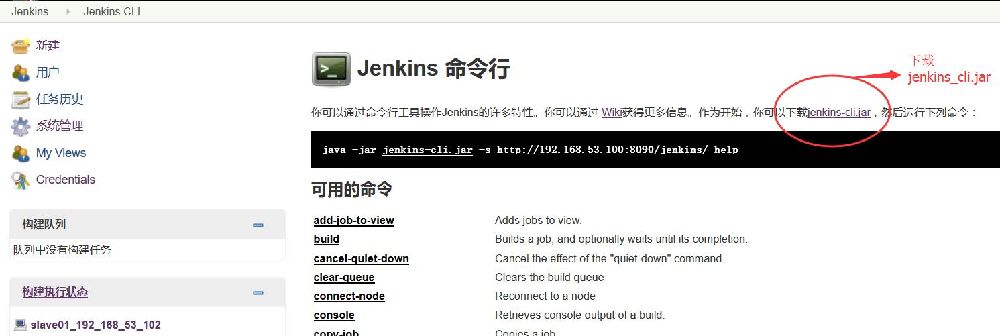 Jenkins Jenkins CLI
新建
用户
任务历史
系统管理
My Views
Credentials
构建队列
队列中没有构建任务
构建执行状态
slave01_192_168_53_102
Jenkins 命令行
下载
jenkins_cli.jar
你可以通过命令行工具操作Jenkins的许多特性。你可以通过 Wiki获得更多信息。作为开始，你可以下载jenkins-cli.jar，然后运行下列命令：
java -jar jenkins-cli.jar -s http://192.168.53.100:8090/jenkins/ help
可用的命令
add-job-to-view Adds jobs to view.
build Builds a job, and optionally waits until its completion.
cancel-quiet-down Cancel the effect of the "quiet-down" command.
clear-queue Clears the build queue
connect-node Reconnect to a node
console Retrieves console output of a build.
copy-job Copies a job.